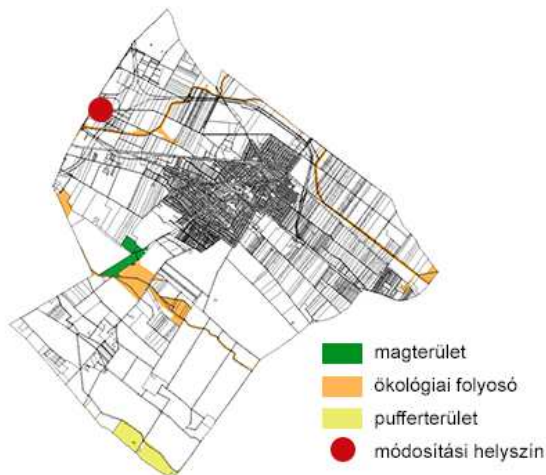 magterület
ökológiai folyosó
pufferterület
módosítási helyszín